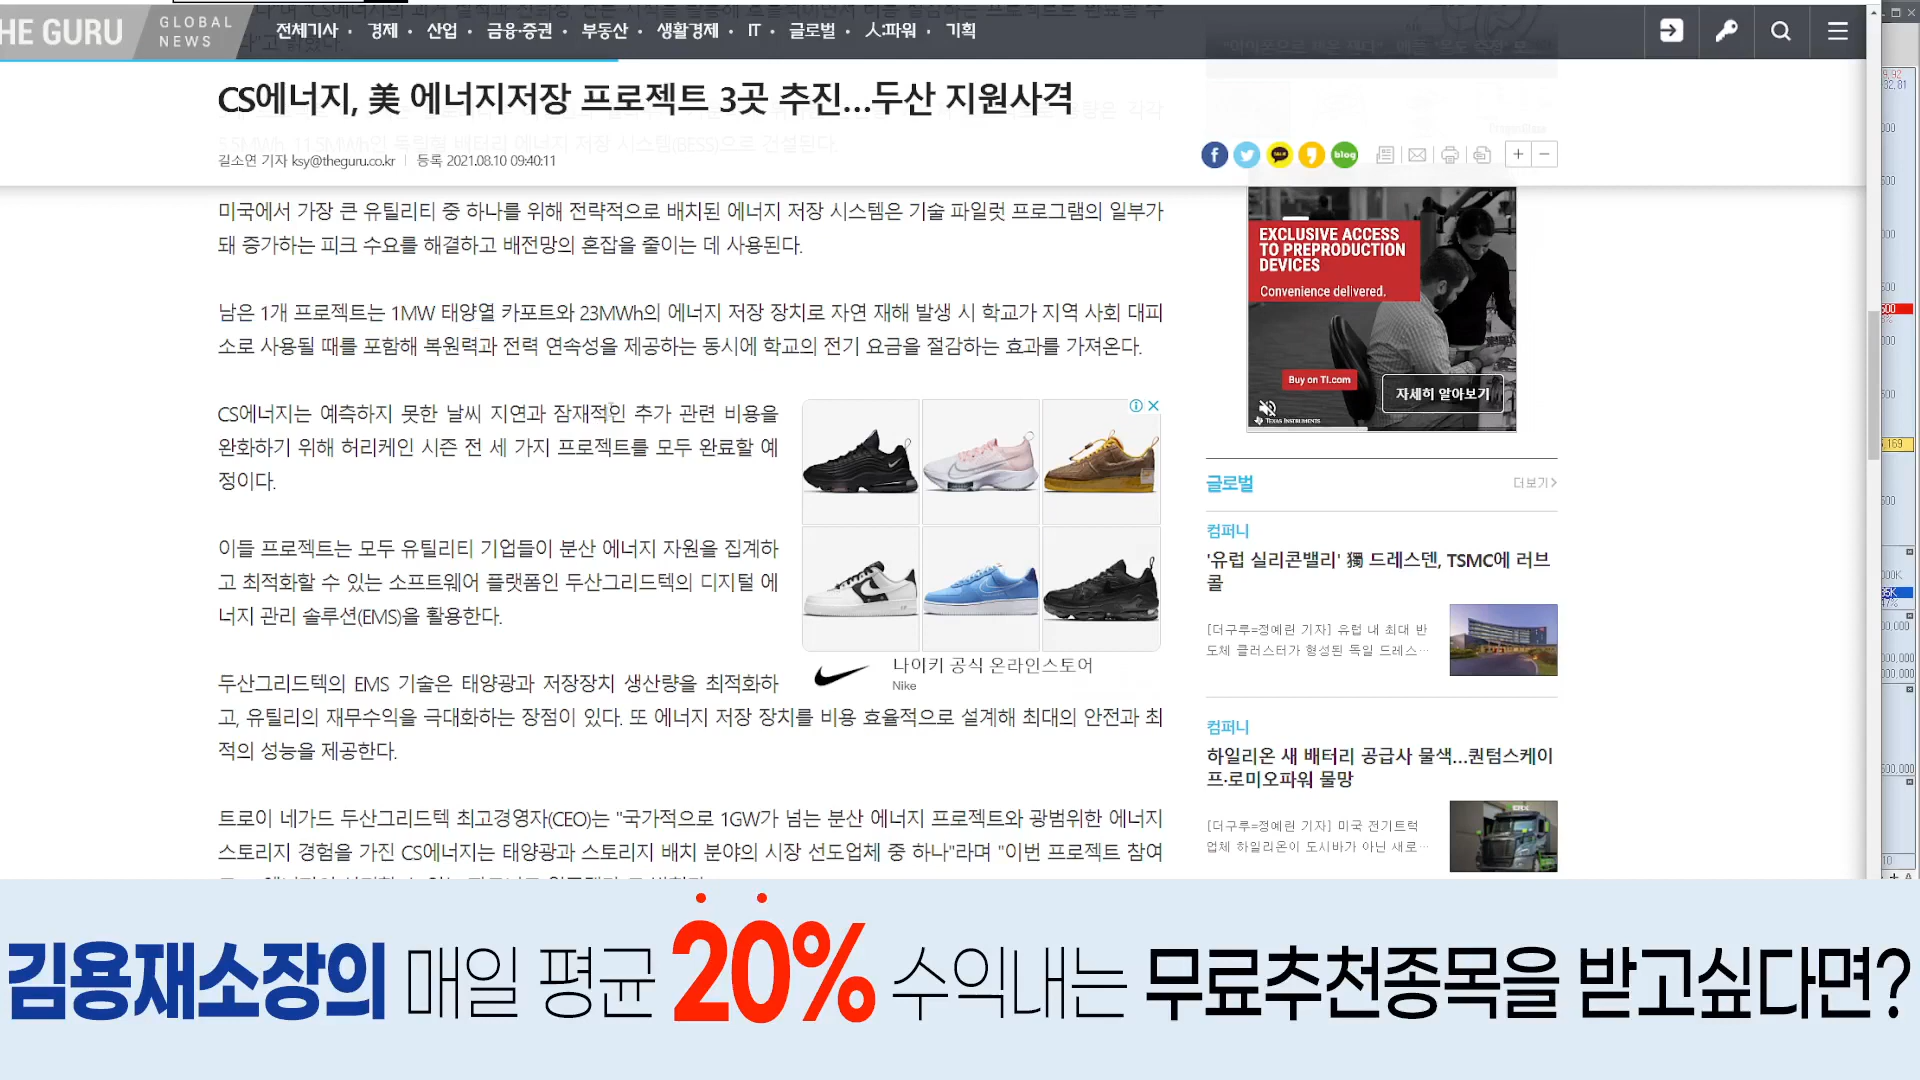 HE GURU
GLOBAL
NEWS
전체기사 · 경제 · 산업 · 금융·증권 · 부동산 · 생활경제 · IT · 글로벌 · 人:파워 · 기획
CS에너지, 美 에너지저장 프로젝트 3곳 추진…두산 지원사격
길소연 기자 ksy@theguru.co.kr | 등록 2021.08.10 09:40:11
blog
+ −
미국에서 가장 큰 유틸리티 중 하나를 위해 전략적으로 배치된 에너지 저장 시스템은 기술 파일럿 프로그램의 일부가
돼 증가하는 피크 수요를 해결하고 배전망의 혼잡을 줄이는 데 사용된다.
남은 1개 프로젝트는 1MW 태양열 카포트와 23MWh의 에너지 저장 장치로 자연 재해 발생 시 학교가 지역 사회 대피
소로 사용될 때를 포함해 복원력과 전력 연속성을 제공하는 동시에 학교의 전기 요금을 절감하는 효과를 가져온다.
CS에너지는 예측하지 못한 날씨 지연과 잠재적인 추가 관련 비용을
완화하기 위해 허리케인 시즌 전 세 가지 프로젝트를 모두 완료할 예
정이다.
이들 프로젝트는 모두 유틸리티 기업들이 분산 에너지 자원을 집계하
고 최적화할 수 있는 소프트웨어 플랫폼인 두산그리드텍의 디지털 에
너지 관리 솔루션(EMS)을 활용한다.
두산그리드텍의 EMS 기술은 태양광과 저장장치 생산량을 최적화하
고, 유틸리의 재무수익을 극대화하는 장점이 있다. 또 에너지 저장 장치를 비용 효율적으로 설계해 최대의 안전과 최
적의 성능을 제공한다.
트로이 네가드 두산그리드텍 최고경영자(CEO)는 "국가적으로 1GW가 넘는 분산 에너지 프로젝트와 광범위한 에너지
스토리지 경험을 가진 CS에너지는 태양광과 스토리지 배치 분야의 시장 선도업체 중 하나"라며 "이번 프로젝트 참여
나이키 공식 온라인스토어
Nike
EXCLUSIVE ACCESS
TO PREPRODUCTION
DEVICES
Convenience delivered.
Buy on TI.com
자세히 알아보기
TEXAS INSTRUMENTS
글로벌
더보기>
컴퍼니
'유럽 실리콘밸리' 獨 드레스덴, TSMC에 러브
콜
[더구루=정예린 기자] 유럽 내 최대 반
도체 클러스터가 형성된 독일 드레스…
컴퍼니
하일리온 새 배터리 공급사 물색…퀀텀스케이
프·로미오파워 물망
[더구루=정예린 기자] 미국 전기트럭
업체 하일리온이 도시바가 아닌 새로…
김용재소장의 매일 평균 20% 수익내는 무료추천종목을 받고싶다면?